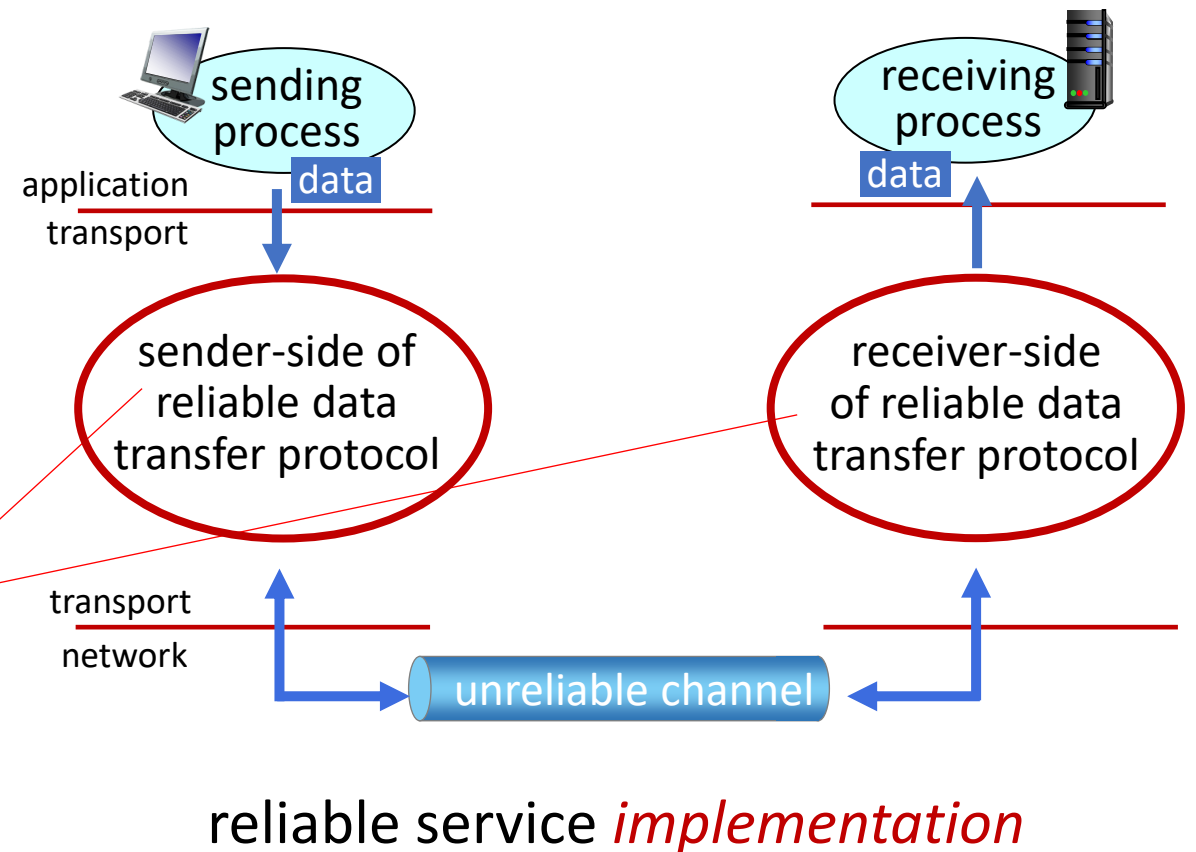 sending
process
data
application
transport
receiving
process
data
sender-side of
reliable data
transfer protocol
receiver-side
of reliable data
transfer protocol
transport
network
unreliable channel
reliable service implementation